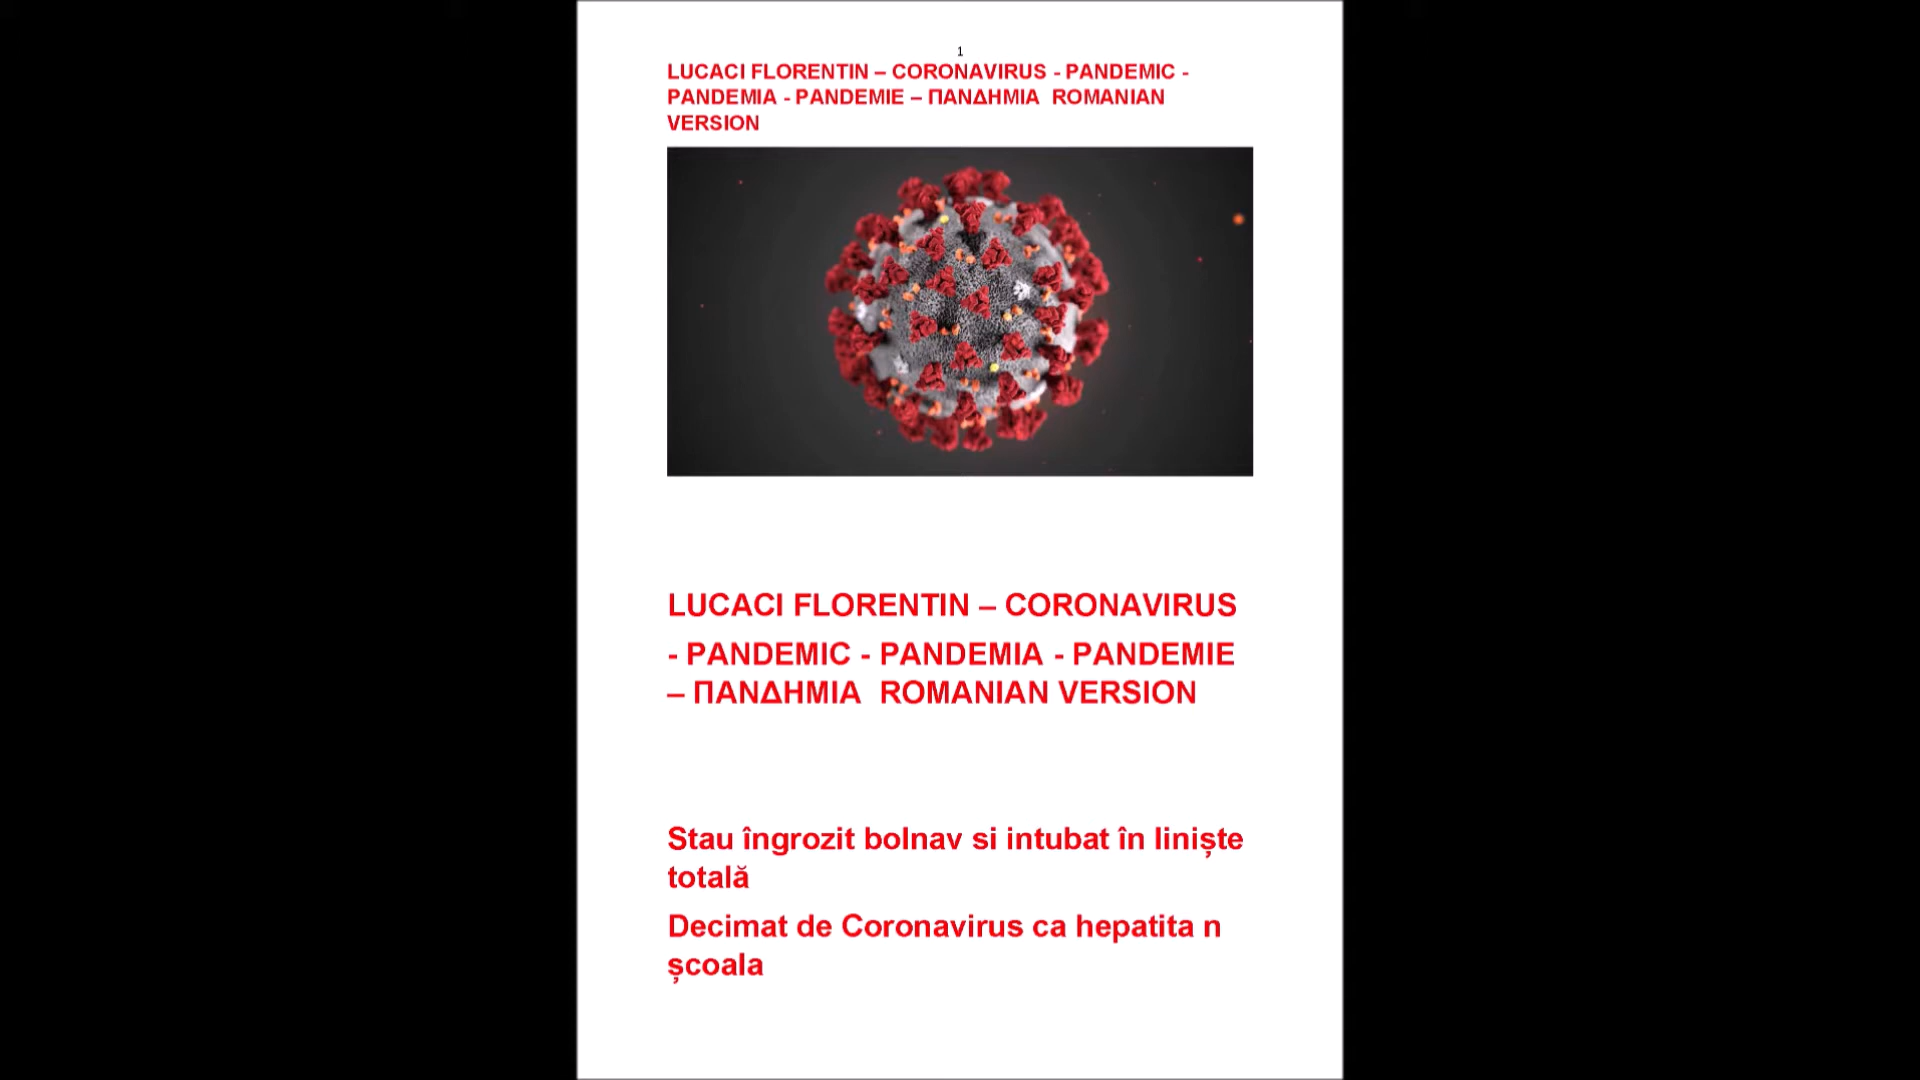 1
LUCACI FLORENTIN – CORONAVIRUS - PANDEMIC -
PANDEMIA - PANDEMIE – ΠΑΝΔΗΜΙΑ  ROMANIAN
VERSION
LUCACI FLORENTIN – CORONAVIRUS
- PANDEMIC - PANDEMIA - PANDEMIE
– ΠΑΝΔΗΜΙΑ  ROMANIAN VERSION
Stau îngrozit bolnav si intubat în liniște
totală
Decimat de Coronavirus ca hepatita n
școala